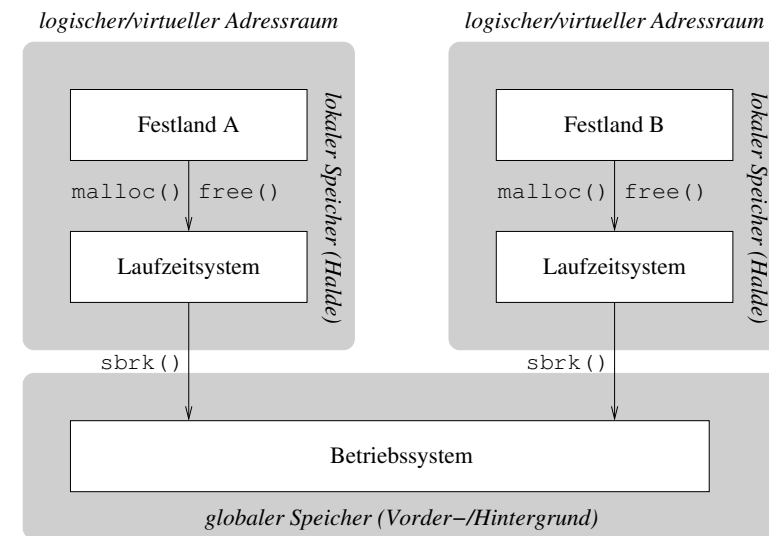 logischer/virtueller Adressraum
Festland A
malloc() free()
Laufzeitsystem
lokaler Speicher (Halde)
sbrk()
logischer/virtueller Adressraum
Festland B
malloc() free()
Laufzeitsystem
lokaler Speicher (Halde)
sbrk()
Betriebssystem
globaler Speicher (Vorder−/Hintergrund)